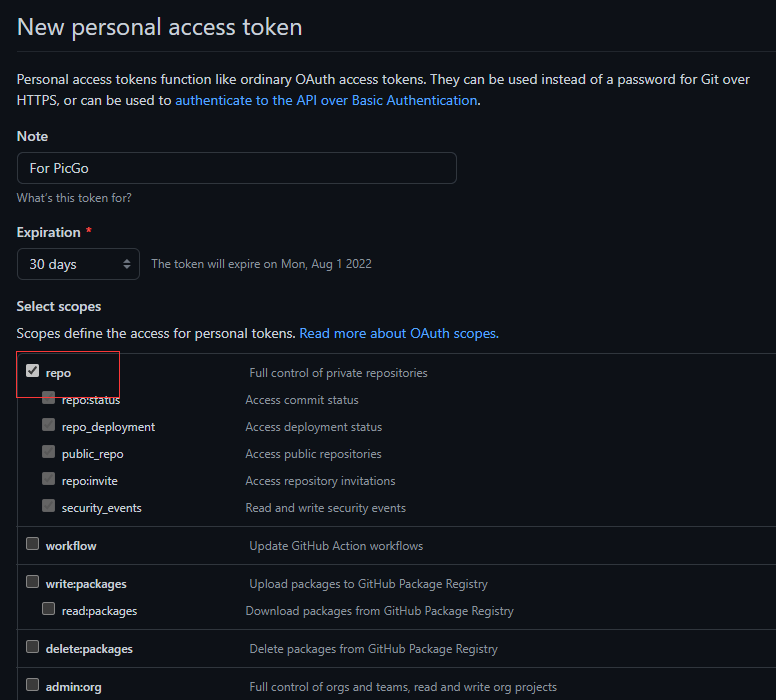 New personal access token
Personal access tokens function like ordinary OAuth access tokens. They can be used instead of a password for Git over
HTTPS, or can be used to authenticate to the API over Basic Authentication.
Note
For PicGo
What's this token for?
Expiration *
30 days The token will expire on Mon, Aug 1 2022
Select scopes
Scopes define the access for personal tokens. Read more about OAuth scopes.
repo Full control of private repositories
repo:status Access commit status
repo_deployment Access deployment status
public_repo Access public repositories
repo:invite Access repository invitations
security_events Read and write security events
workflow Update GitHub Action workflows
write:packages Upload packages to GitHub Package Registry
read:packages Download packages from GitHub Package Registry
delete:packages Delete packages from GitHub Package Registry
admin:org Full control of orgs and teams, read and write org projects